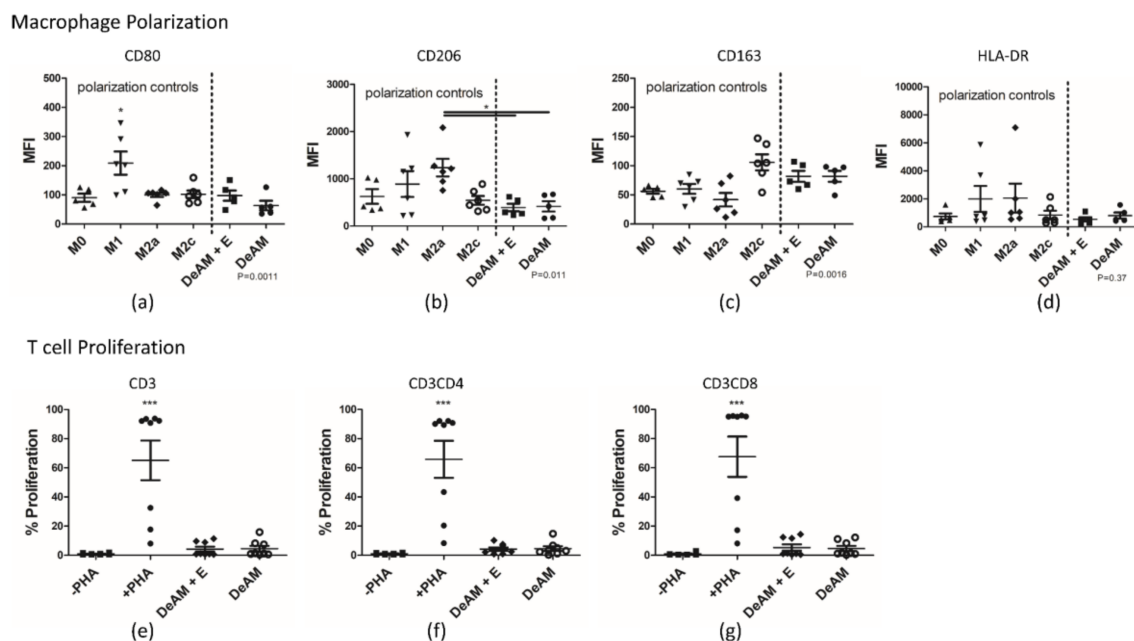 Macrophage Polarization
CD80
CD206
CD163
HLA-DR
250
200
150
100
50
0
MFI
polarization controls
*
M0
M1
M2a
M2c
DeAM + E
DeAM
P=0.0011
(a)
3000
2000
1000
0
MFI
polarization controls
*
M0
M1
M2a
M2c
DeAM + E
DeAM
P=0.011
(b)
250
200
150
100
50
0
MFI
polarization controls
M0
M1
M2a
M2c
DeAM + E
DeAM
P=0.0016
(c)
10000
8000
6000
4000
2000
0
MFI
polarization controls
M0
M1
M2a
M2c
DeAM + E
DeAM
P=0.37
(d)
T cell Proliferation
CD3
CD3CD4
CD3CD8
100
80
60
40
20
0
% Proliferation
***
-PHA
+PHA
DeAM + E
DeAM
(e)
100
80
60
40
20
0
% Proliferation
***
-PHA
+PHA
DeAM + E
DeAM
(f)
100
80
60
40
20
0
% Proliferation
***
-PHA
+PHA
DeAM + E
DeAM
(g)